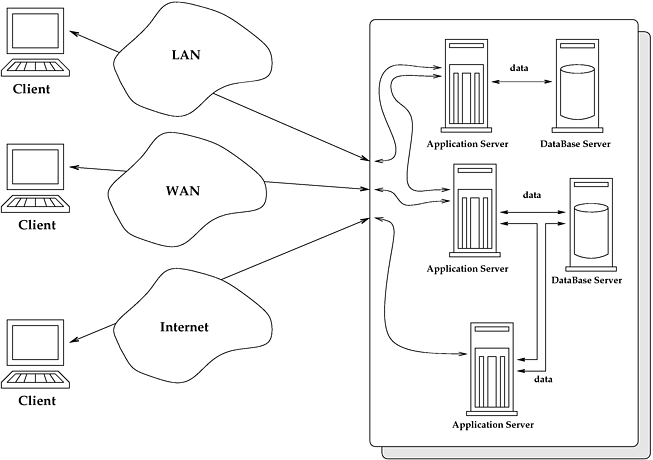 LAN
Client
data
Application Server
DataBase Server
WAN
Client
data
Application Server
DataBase Server
Internet
Client
data
Application Server